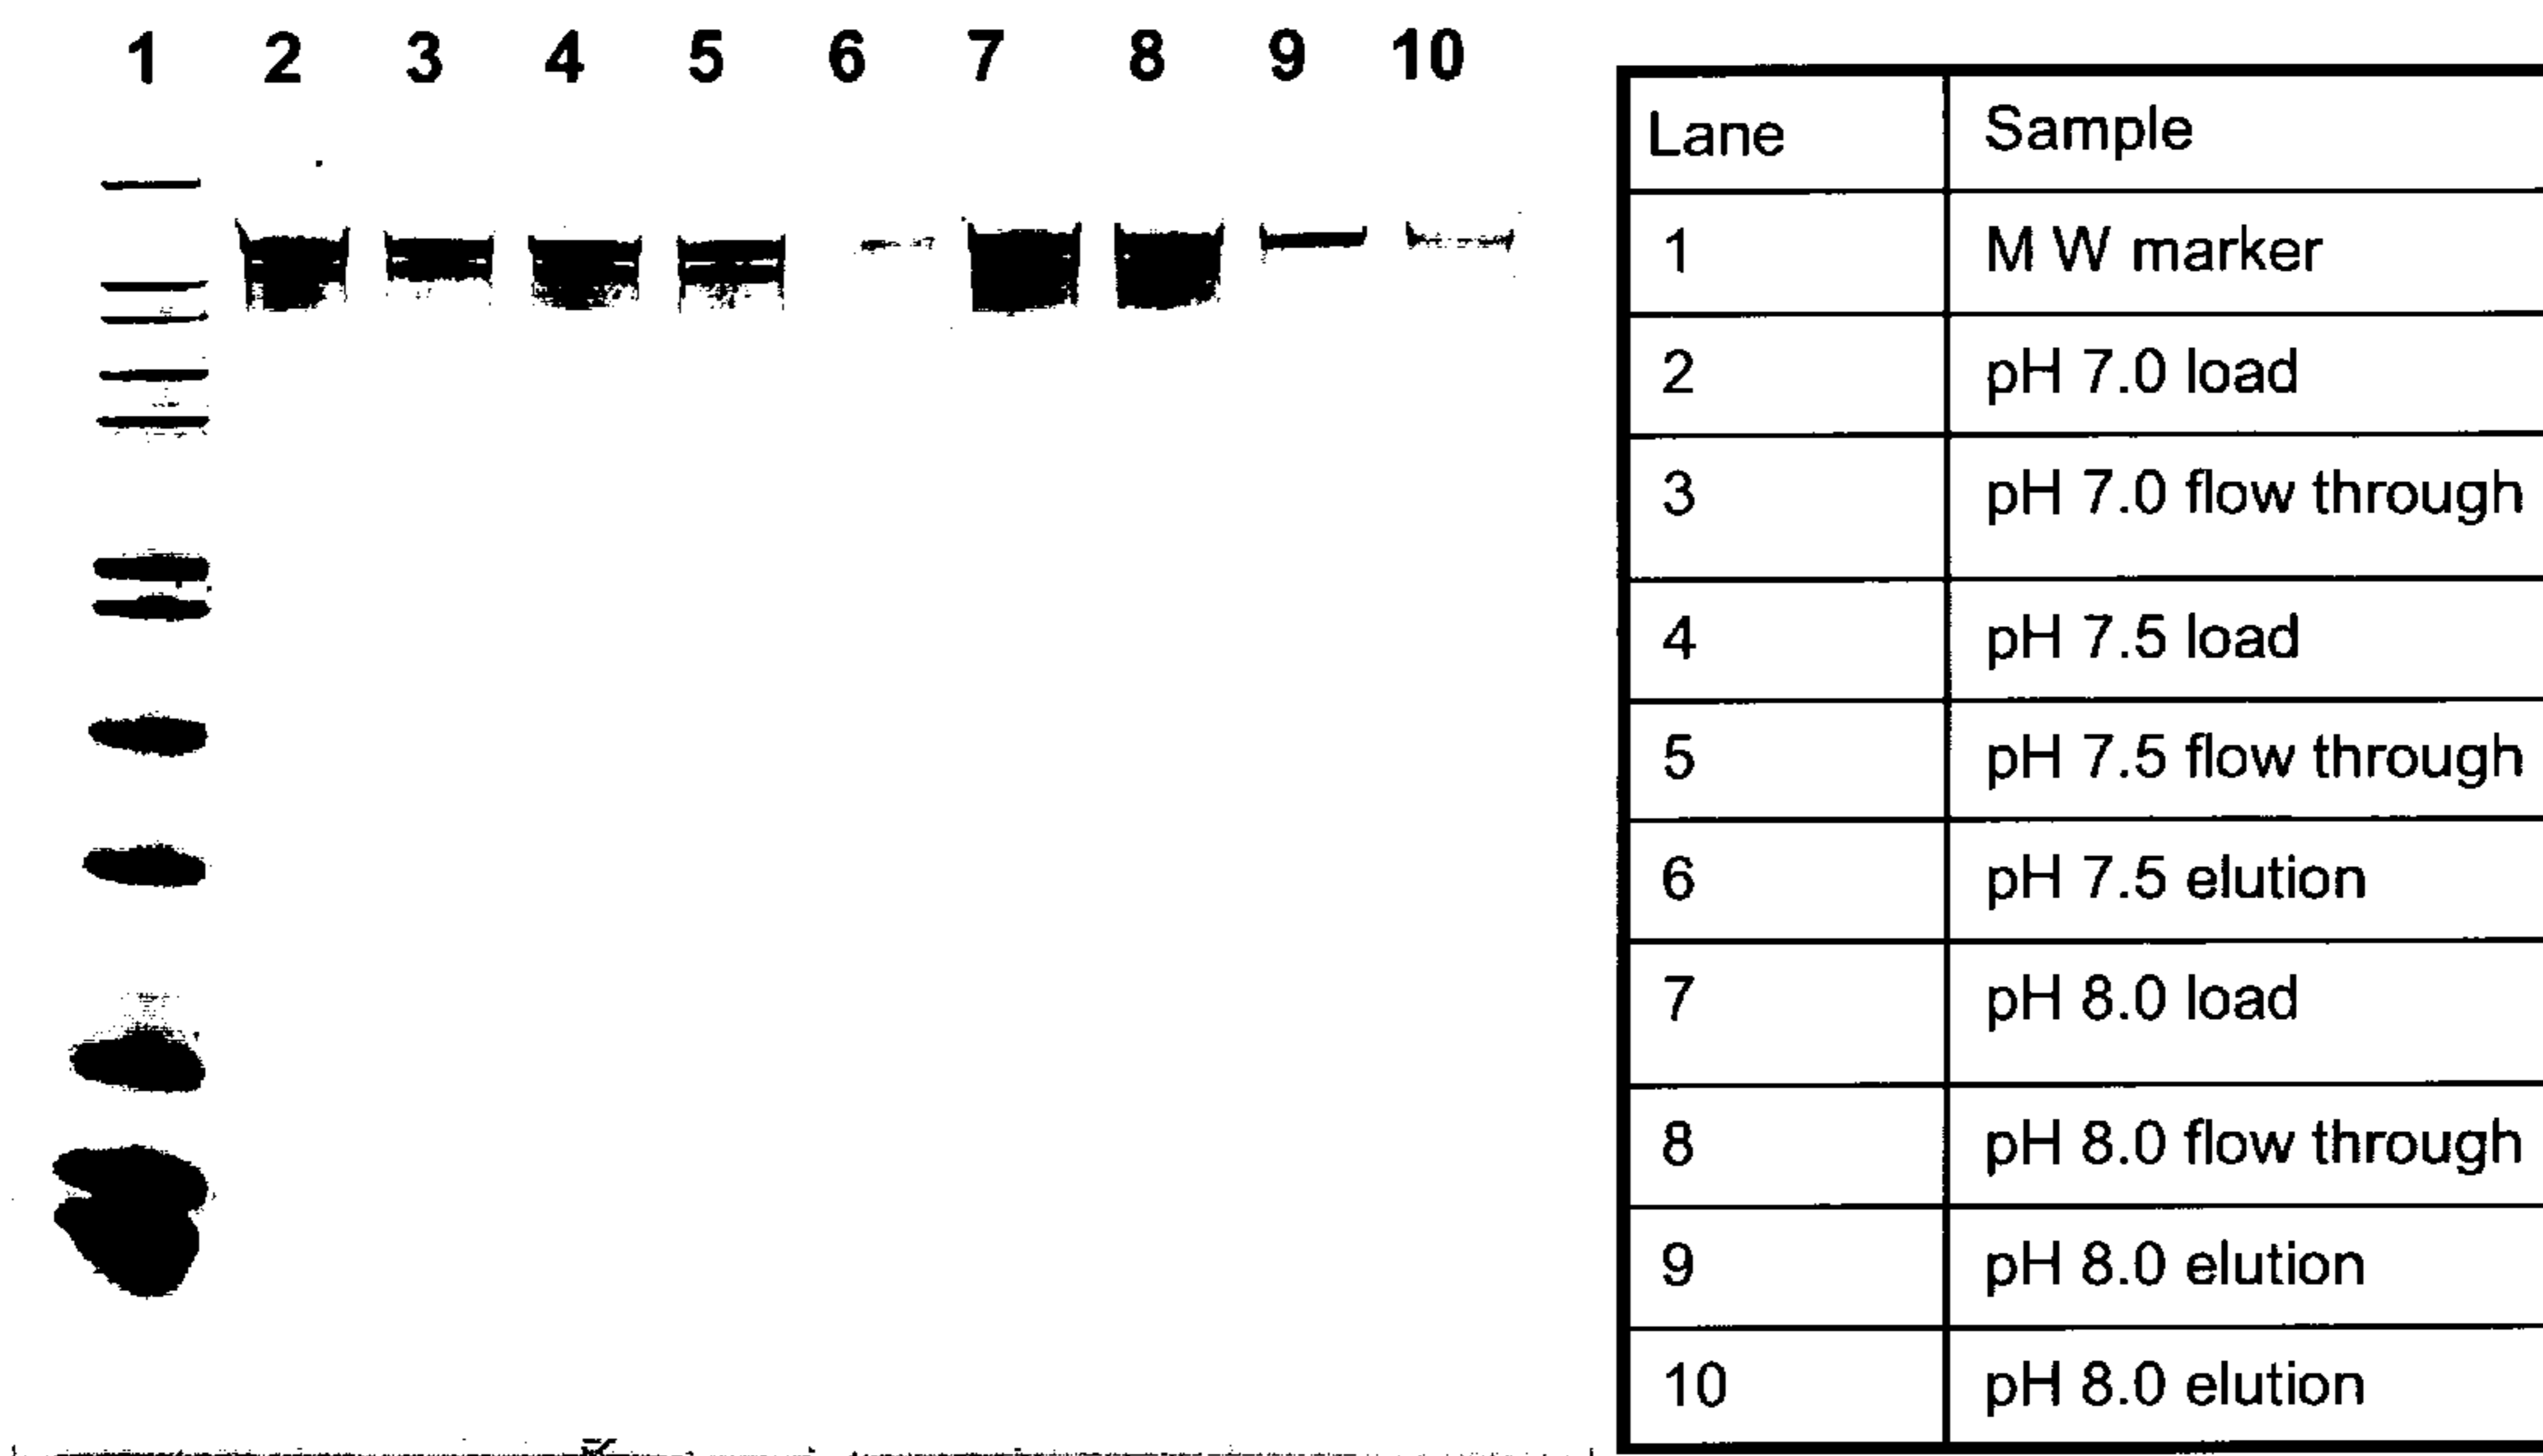 1 2 3 4 5 6 7 8 9 10
Lane Sample
1 M W marker
2 pH 7.0 load
3 pH 7.0 flow through
4 pH 7.5 load
5 pH 7.5 flow through
6 pH 7.5 elution
7 pH 8.0 load
8 pH 8.0 flow through
9 pH 8.0 elution
10 pH 8.0 elution